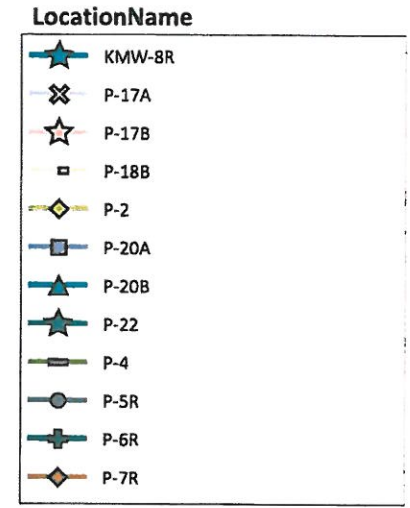 LocationName
KMW-8R
P-17A
P-17B
P-18B
P-2
P-20A
P-20B
P-22
P-4
P-5R
P-6R
P-7R